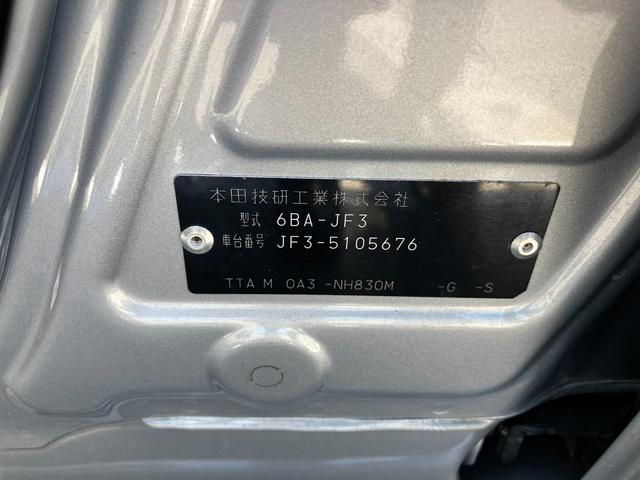 本田技研工業株式会社
型式 6BA-JF3
車台番号 JF3-5105676
TTA M 0A3 -NH830M -G -S